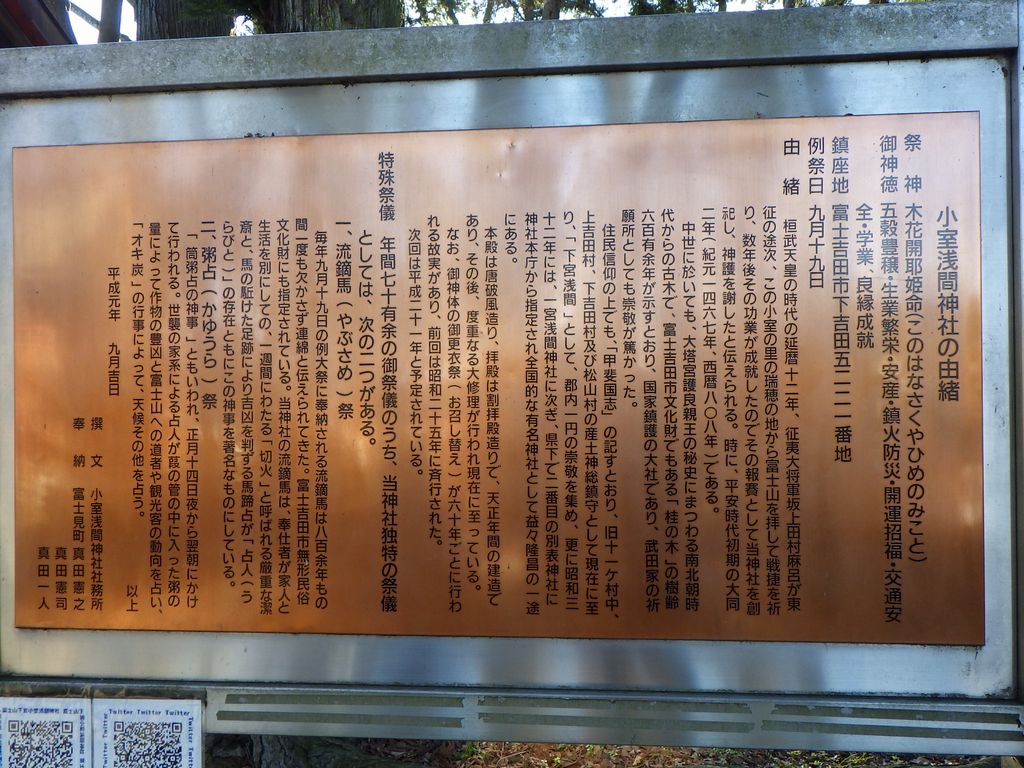 小室浅間神社の由緒
祭　神　木花開耶姫命(このはなさくやひめのみこと)
御神徳　五穀豊穣・生業繁栄・安産・鎮火防災・開運招福・交通安
全・学業、良縁成就
鎮座地　富士吉田市下吉田五二二一番地
例祭日　九月十九日
由　緒　桓武天皇の時代の延暦十二年、征夷大将軍坂上田村麻呂が東
征の途次、この小室の里の瑞穂の地から富士山を拝して戦捷を祈
り、数年後その功業が成就したのでその報賽として当神社を創
祀し、神護を謝したと伝えられる。時に、平安時代初期の大同
二年(紀元一四六七年、西暦八〇八年)である。
中世に於いても、大塔宮護良親王の秘史にまつわる南北朝時
代からの古木で、富士吉田市文化財でもある「桂の木」の樹齢
六百有余年が示すとおり、国家鎮護の大社であり、武田家の祈
願所としても崇敬が篤かった。
住民信仰の上でも、「甲斐国志」の記すとおり、旧十一ケ村中、
上吉田村、下吉田村及び松山村の産土神総鎮守として現在に至
り、「下宮浅間」として、郡内一円の崇敬を集め、更に昭和三
十二年には、一宮浅間神社に次ぎ、県下で二番目の別表神社に
神社本庁から指定され全国的な有名神社として益々隆昌の一途
にある。
本殿は唐破風造り、拝殿は割拝殿造りで、天正年間の建造で
あり、その後、度重なる大修理が行われ現在に至っている。
なお、御神体の御更衣祭(お召し替え)が六十年ごとに行わ
れる故実があり、前回は昭和二十五年に斉行された。
次回は平成二十一年と予定されている。
特殊祭儀　年間七十有余の御祭儀のうち、当神社独特の祭儀
としては、次の二つがある。
一、流鏑馬(やぶさめ)祭
毎年九月十九日の例大祭に奉納される流鏑馬は八百余年もの
間一度も欠かさず連綿と伝えられてきた。富士吉田市無形民俗
文化財にも指定されている。当神社の流鏑馬は、奉仕者が家人と
生活を別にしての、一週間にわたる「切火」と呼ばれる厳重な潔
斎と、馬の駈けた足跡により吉凶を判する馬蹄占が「占人(う
らびと)」の存在とともにこの神事を著名なものにしている。
二、粥占(かゆうら)祭
「筒粥占の神事」ともいわれ、正月十四日夜から翌朝にかけ
て行われる。世襲の家系による占人が葭の管の中に入った粥の
量によって作物の豊凶と富士山への道者や観光客の動向を占い、
「オキ炭」の行事によって、天候その他を占う。
以上
平成元年　九月吉日
撰　文　小室浅間神社社務所
奉　納　富士見町　真田憲之
真田憲司
真田一人
Twitter Twitter Twitter